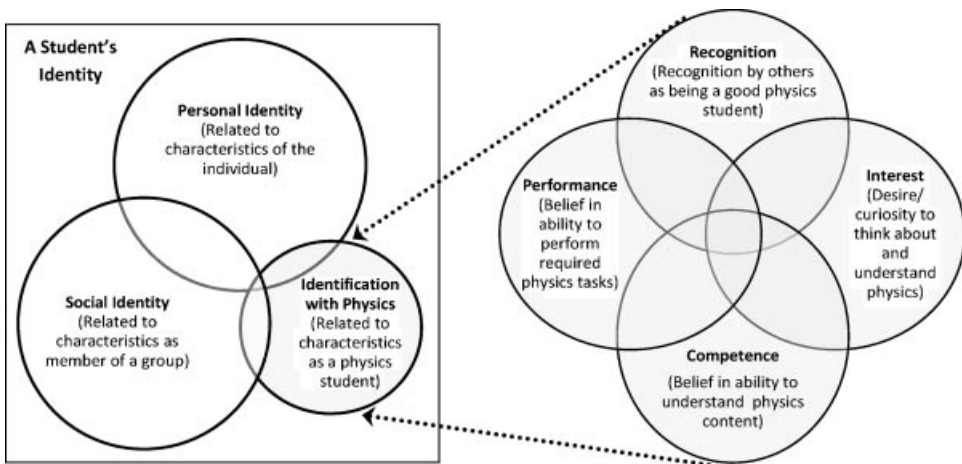 A Student's
Identity
Personal Identity
(Related to
characteristics of the
individual)
Social Identity
(Related to
characteristics as
member of a group)
Identification
with Physics
(Related to
characteristics
as a physics
student)
Recognition
(Recognition by others
as being a good physics
student)
Performance
(Belief in
ability to
perform
required
physics tasks)
Interest
(Desire/
curiosity to
think about
and
understand
physics)
Competence
(Belief in ability to
understand physics
content)